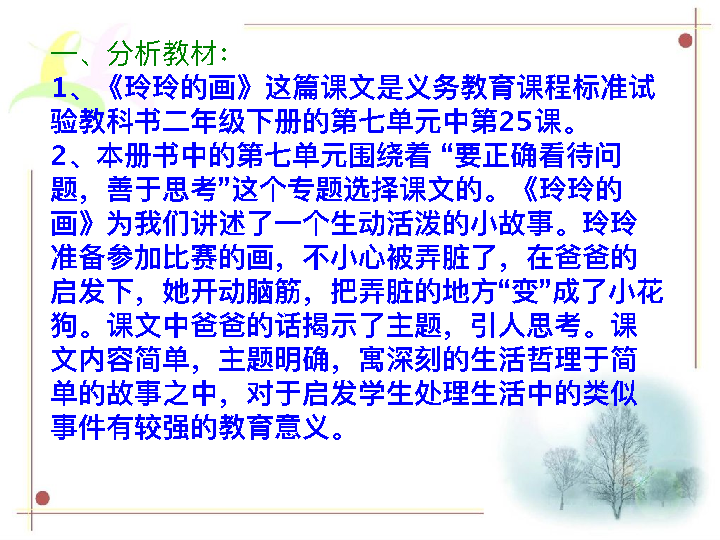 一、分析教材：
1、《玲玲的画》这篇课文是义务教育课程标准试
验教科书二年级下册的第七单元中第25课。
2、本册书中的第七单元围绕着 “要正确看待问
题，善于思考”这个专题选择课文的。《玲玲的
画》为我们讲述了一个生动活泼的小故事。玲玲
准备参加比赛的画，不小心被弄脏了，在爸爸的
启发下，她开动脑筋，把弄脏的地方“变”成了小花
狗。课文中爸爸的话揭示了主题，引人思考。课
文内容简单，主题明确，寓深刻的生活哲理于简
单的故事之中，对于启发学生处理生活中的类似
事件有较强的教育意义。